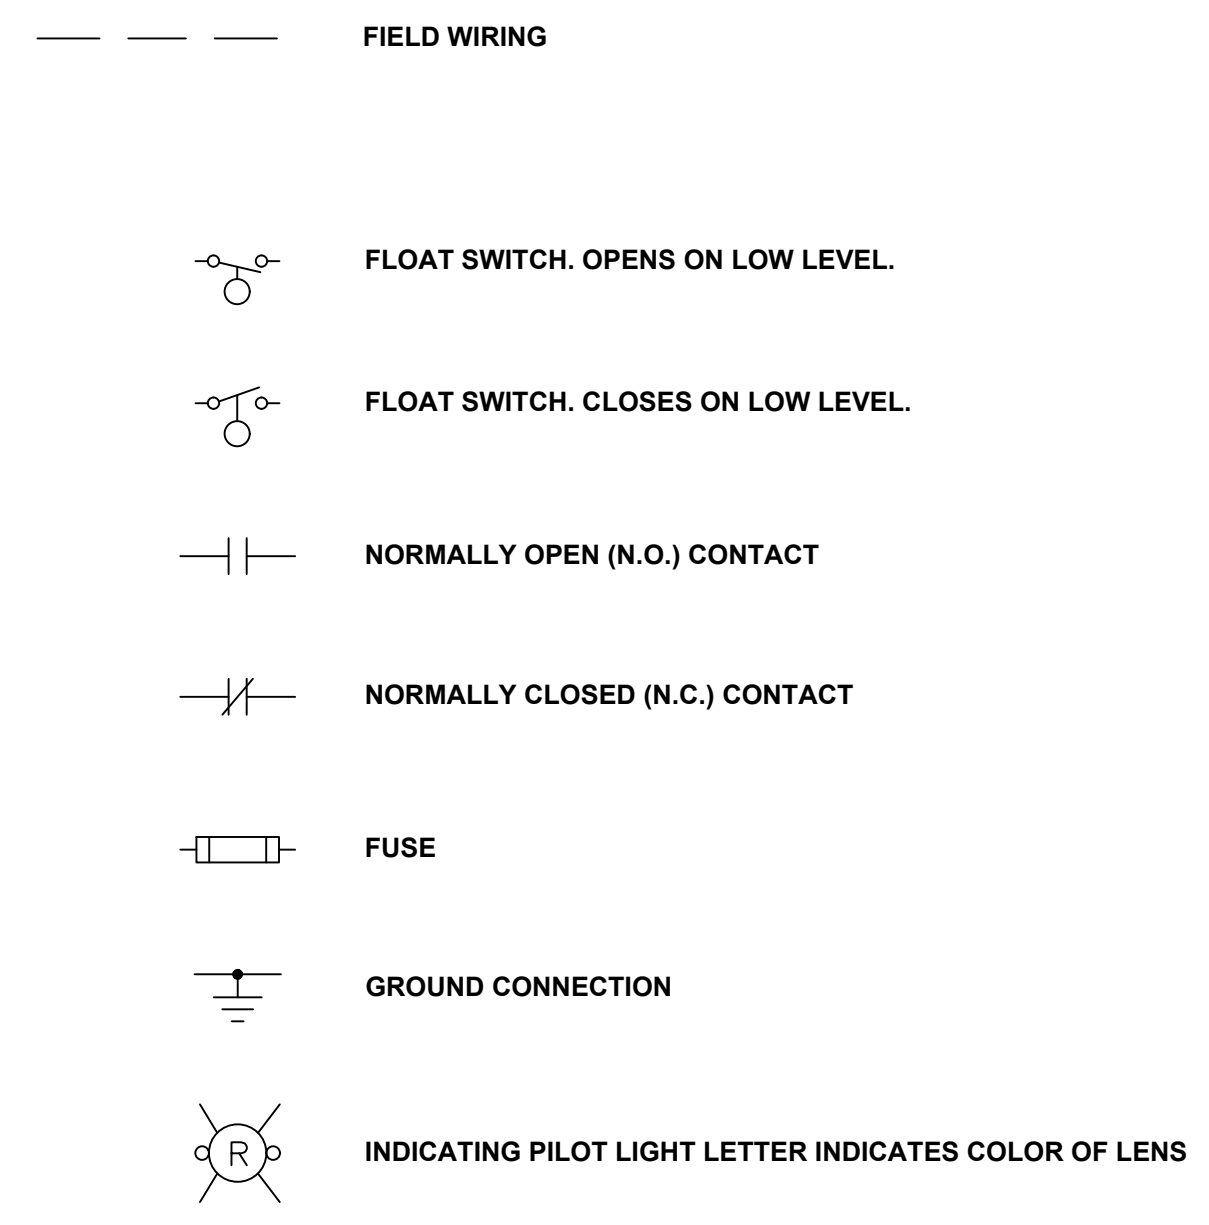 FIELD WIRING
FLOAT SWITCH. OPENS ON LOW LEVEL.
FLOAT SWITCH. CLOSES ON LOW LEVEL.
NORMALLY OPEN (N.O.) CONTACT
NORMALLY CLOSED (N.C.) CONTACT
FUSE
GROUND CONNECTION
R INDICATING PILOT LIGHT LETTER INDICATES COLOR OF LENS